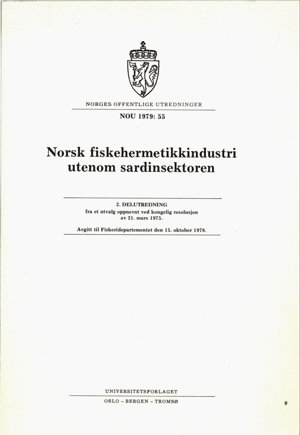 NORGES OFFENTLIGE UTREDNINGER
NOU 1979: 55
Norsk fiskehermetikkindustri
utenom sardinsektoren
2. DELUTREDNING
fra et utvalg oppnevnt ved kongelig resolusjon
av 21. mars 1975.
Avgitt til Fiskeridepartementet den 15. oktober 1979.
UNIVERSITETSFORLAGET
OSLO – BERGEN – TROMSØ